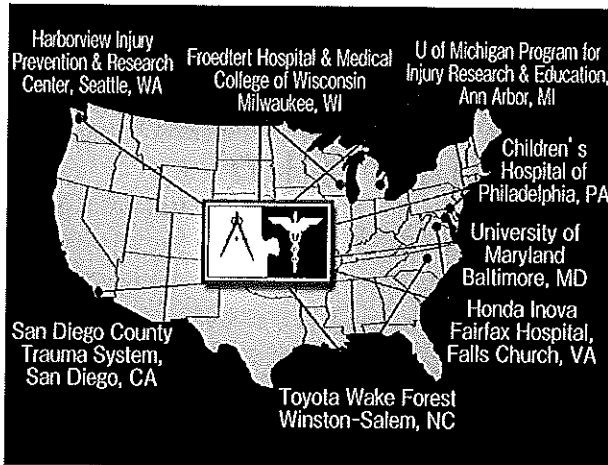 Harborview Injury
Prevention & Research
Center, Seattle, WA
Froedtert Hospital & Medical
College of Wisconsin
Milwaukee, WI
U of Michigan Program for
Injury Research & Education,
Ann Arbor, MI
Children's
Hospital of
Philadelphia, PA
University of
Maryland
Baltimore, MD
Honda Inova
Fairfax Hospital,
Falls Church, VA
San Diego County
Trauma System,
San Diego, CA
Toyota Wake Forest
Winston-Salem, NC